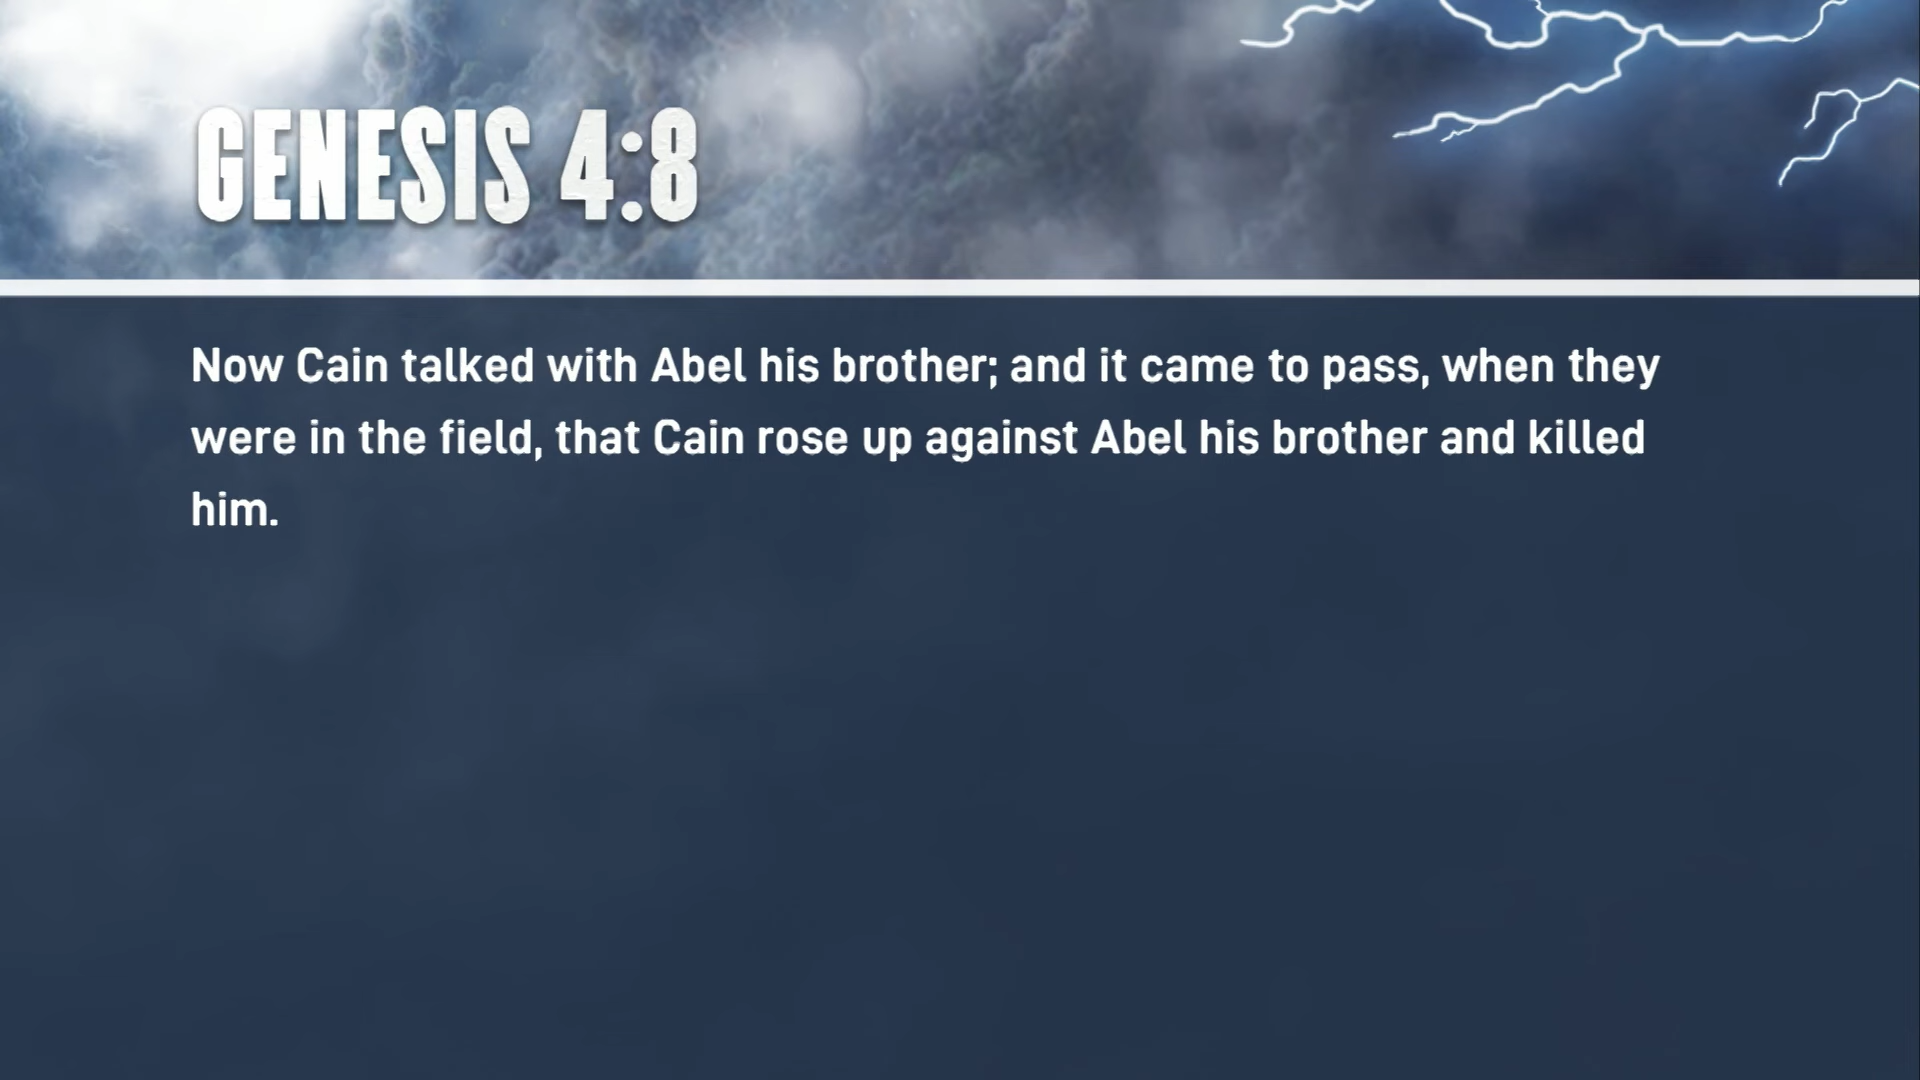 GENESIS 4:8
Now Cain talked with Abel his brother; and it came to pass, when they
were in the field, that Cain rose up against Abel his brother and killed
him.